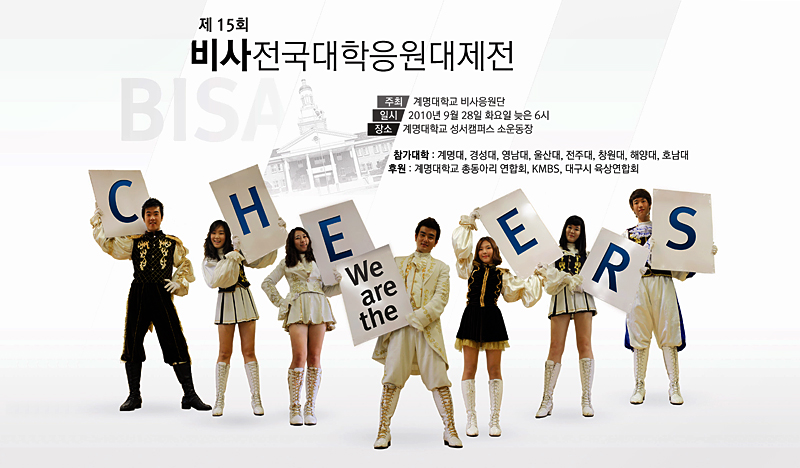 제 15회
비사전국대학응원대제전
BISA
주최 계명대학교 비사응원단
일시 2010년 9월 28일 화요일 늦은 6시
장소 계명대학교 성서캠퍼스 소운동장
참가대학 : 계명대, 경성대, 영남대, 울산대, 전주대, 창원대, 해양대, 호남대
후원 : 계명대학교 총동아리 연합회, KMBS, 대구시 육상연합회
We
are
the
C H E E R S